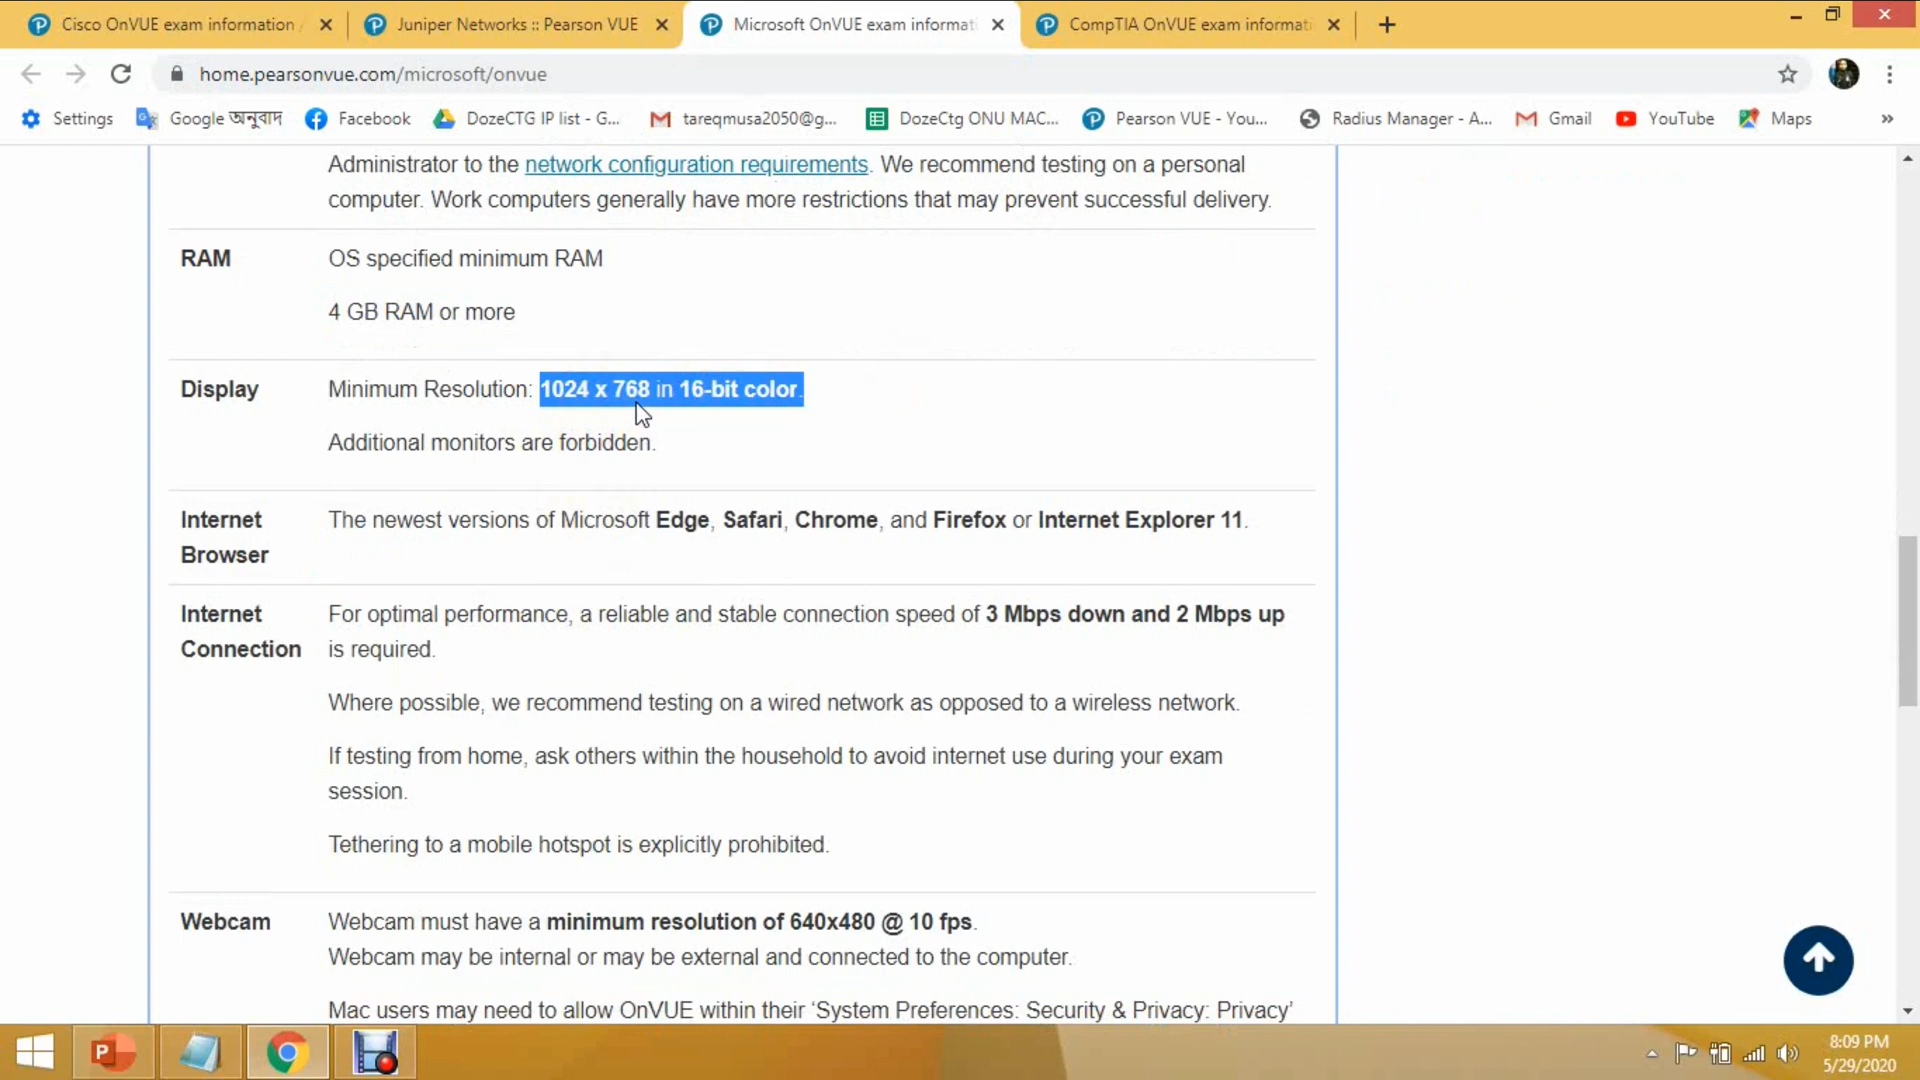 Cisco OnVUE exam information
Juniper Networks :: Pearson VUE
Microsoft OnVUE exam informati
CompTIA OnVUE exam informati
home.pearsonvue.com/microsoft/onvue
Settings
Google অনুবাদ
Facebook
DozeCTG IP list - G...
tareqmusa2050@g...
DozeCtg ONU MAC...
Pearson VUE - You...
Radius Manager - A...
Gmail
YouTube
Maps
»
Administrator to the network configuration requirements. We recommend testing on a personal
computer. Work computers generally have more restrictions that may prevent successful delivery.
RAM
OS specified minimum RAM
4 GB RAM or more
Display
Minimum Resolution: 1024 x 768 in 16-bit color.
Additional monitors are forbidden.
Internet
Browser
The newest versions of Microsoft Edge, Safari, Chrome, and Firefox or Internet Explorer 11.
Internet
Connection
For optimal performance, a reliable and stable connection speed of 3 Mbps down and 2 Mbps up
is required.
Where possible, we recommend testing on a wired network as opposed to a wireless network.
If testing from home, ask others within the household to avoid internet use during your exam
session.
Tethering to a mobile hotspot is explicitly prohibited.
Webcam
Webcam must have a minimum resolution of 640x480 @ 10 fps.
Webcam may be internal or may be external and connected to the computer.
Mac users may need to allow OnVUE within their ‘System Preferences: Security & Privacy: Privacy’
8:09 PM
5/29/2020